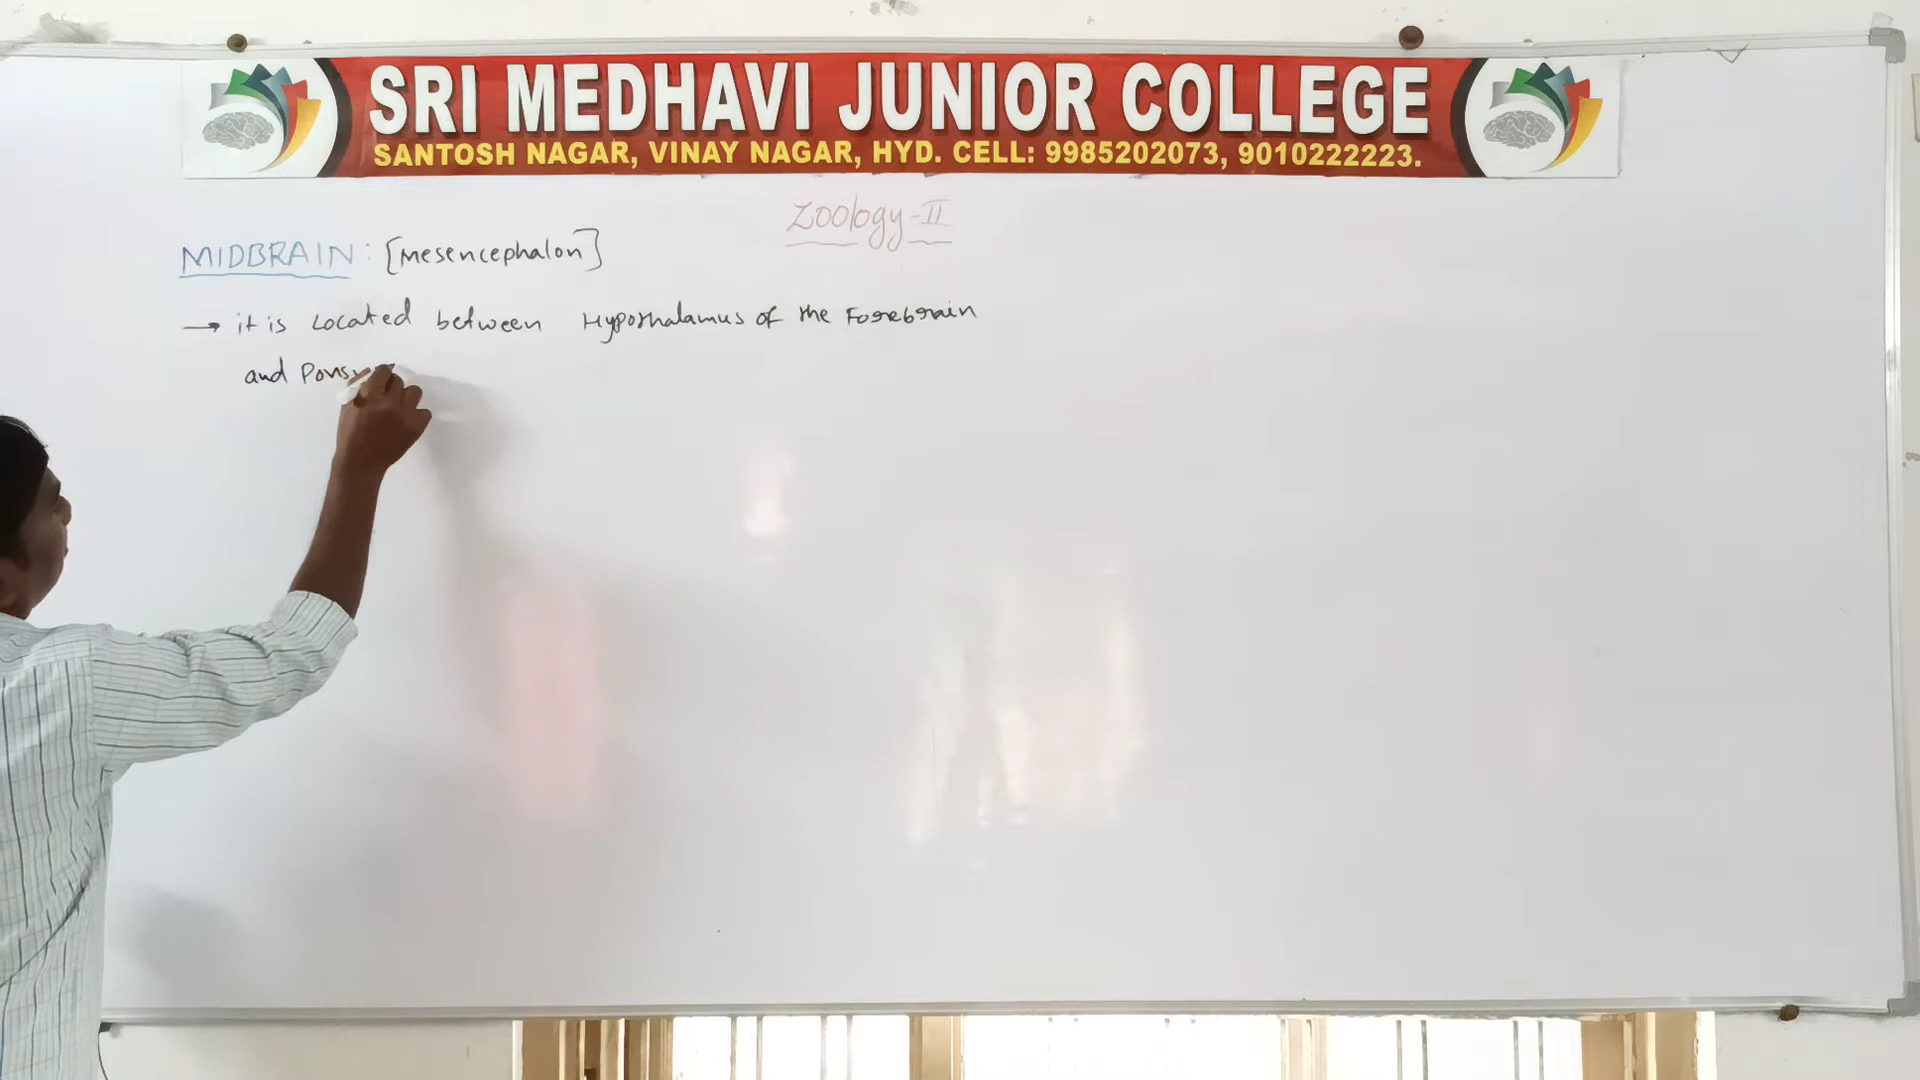 SRI MEDHAVI JUNIOR COLLEGE
SANTOSH NAGAR, VINAY NAGAR, HYD. CELL: 9985202073, 9010222223.
Zoology-II
MIDBRAIN: [Mesencephalon]
→ it is Located between Hypothalamus of the Forebrain
and Pons